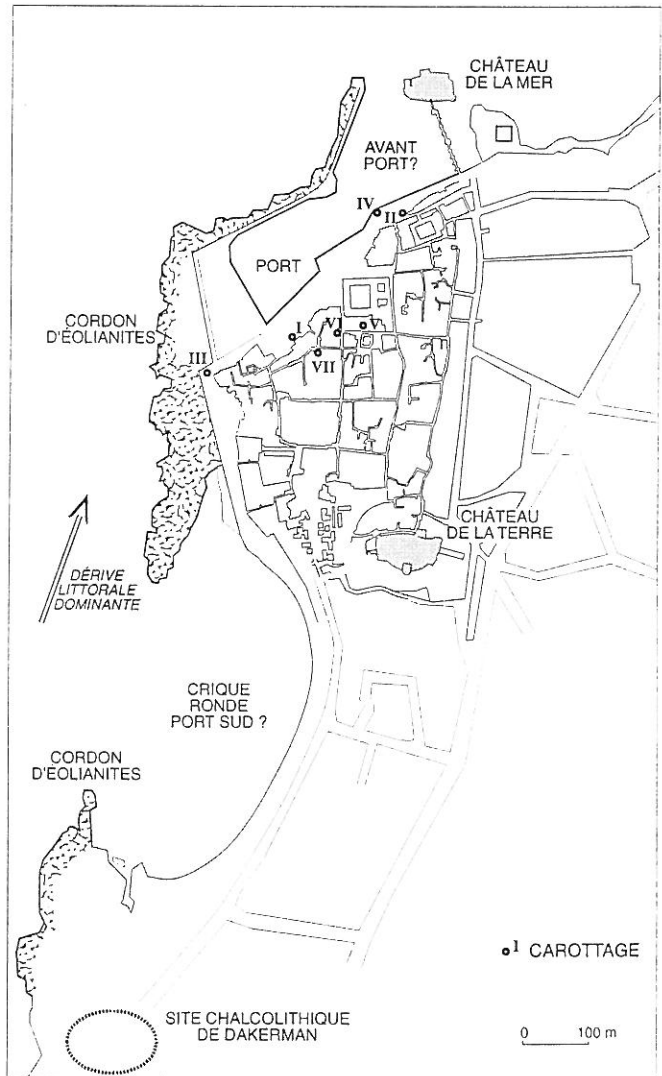 CHÂTEAU
DE LA MER
AVANT
PORT?
IV
II
PORT
CORDON
D'ÉOLIANITES
I
VI
V
III
VII
CHÂTEAU
DE LA TERRE
DÉRIVE
LITTORALE
DOMINANTE
CRIQUE
RONDE
PORT SUD ?
CORDON
D'ÉOLIANITES
I CAROTTAGE
SITE CHALCOLITHIQUE
DE DAKERMAN
0 100 m